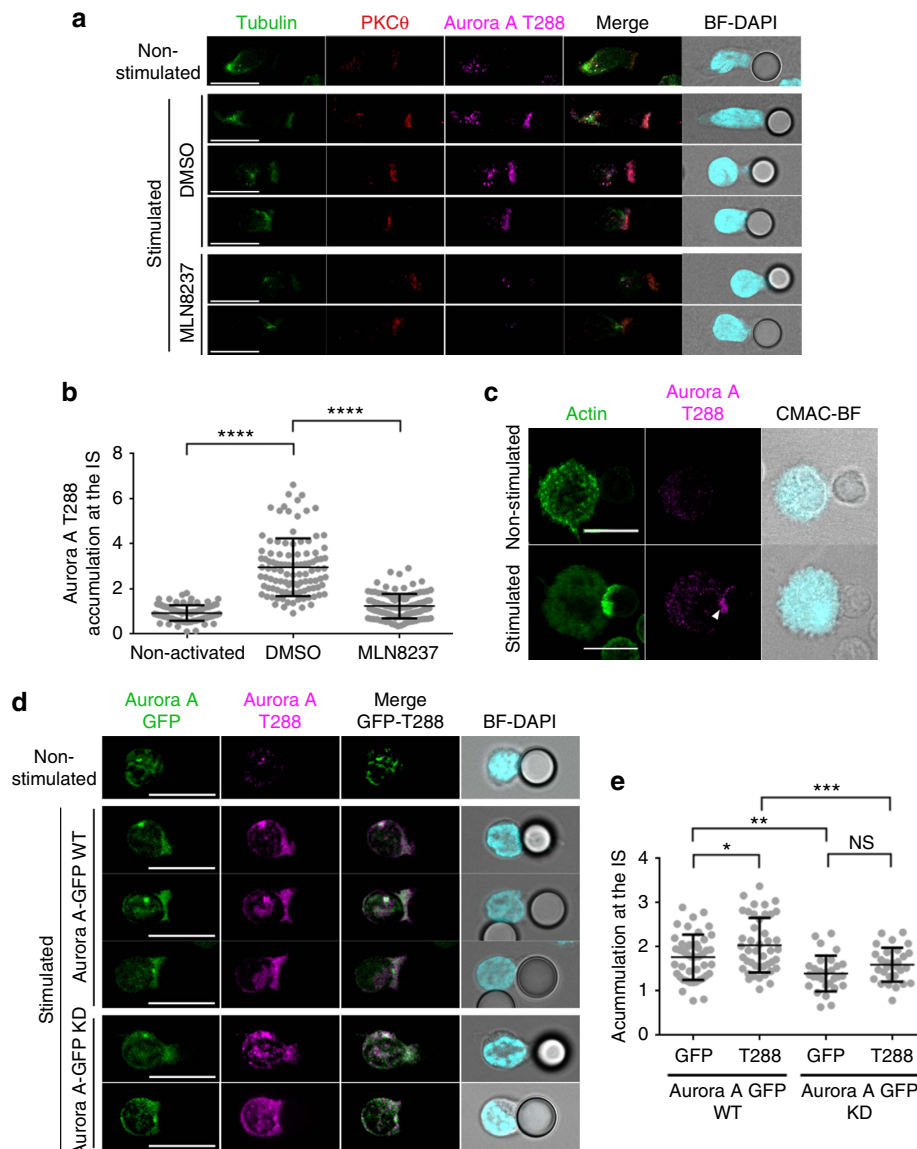 a
Tubulin PKCθ Aurora A T288 Merge BF-DAPI
Non-
stimulated
Stimulated
DMSO
MLN8237
b
Aurora A T288
accumulation at the IS
****
****
8
6
4
2
0
Non-activated DMSO MLN8237
c
Actin
Aurora A
T288
CMAC-BF
Non-stimulated
Stimulated
d
Aurora A
GFP
Aurora A
T288
Merge
GFP-T288
BF-DAPI
Non-
stimulated
Stimulated
Aurora A-GFP WT
Aurora A-GFP KD
e
Acummulation at the IS
***
**
*
NS
4
3
2
1
0
GFP T288 GFP T288
Aurora A GFP
WT
Aurora A GFP
KD